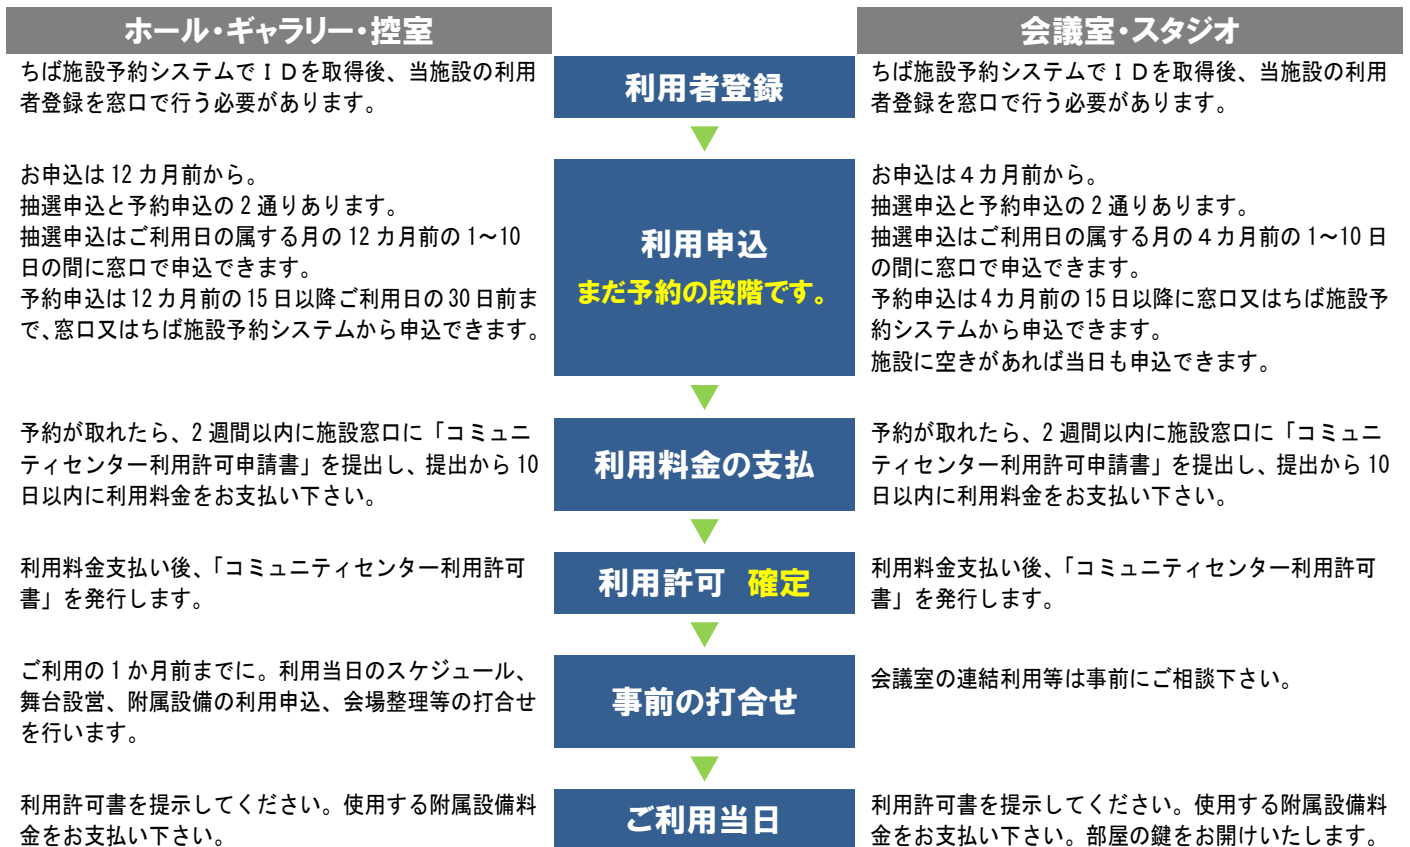 ホール・ギャラリー・控室
会議室・スタジオ
ちば施設予約システムでＩＤを取得後、当施設の利用
者登録を窓口で行う必要があります。
利用者登録
ちば施設予約システムでＩＤを取得後、当施設の利用
者登録を窓口で行う必要があります。
お申込は 12 カ月前から。
抽選申込と予約申込の 2 通りあります。
抽選申込はご利用日の属する月の 12 カ月前の 1～10
日の間に窓口で申込できます。
予約申込は 12 カ月前の 15 日以降ご利用日の 30 日前ま
で、窓口又はちば施設予約システムから申込できます。
利用申込
まだ予約の段階です。
お申込は４カ月前から。
抽選申込と予約申込の 2 通りあります。
抽選申込はご利用日の属する月の４カ月前の 1～10 日
の間に窓口で申込できます。
予約申込は４カ月前の 15 日以降に窓口又はちば施設予
約システムから申込できます。
施設に空きがあれば当日も申込できます。
予約が取れたら、2 週間以内に施設窓口に「コミュニ
ティセンター利用許可申請書」を提出し、提出から 10
日以内に利用料金をお支払い下さい。
利用料金の支払
予約が取れたら、2 週間以内に施設窓口に「コミュニ
ティセンター利用許可申請書」を提出し、提出から 10
日以内に利用料金をお支払い下さい。
利用料金支払い後、「コミュニティセンター利用許可
書」を発行します。
利用許可 確定
利用料金支払い後、「コミュニティセンター利用許可
書」を発行します。
ご利用の 1 か月前までに。利用当日のスケジュール、
舞台設営、附属設備の利用申込、会場整理等の打合せ
を行います。
事前の打合せ
会議室の連結利用等は事前にご相談下さい。
利用許可書を提示してください。使用する附属設備料
金をお支払い下さい。
ご利用当日
利用許可書を提示してください。使用する附属設備料
金をお支払い下さい。部屋の鍵をお開けいたします。